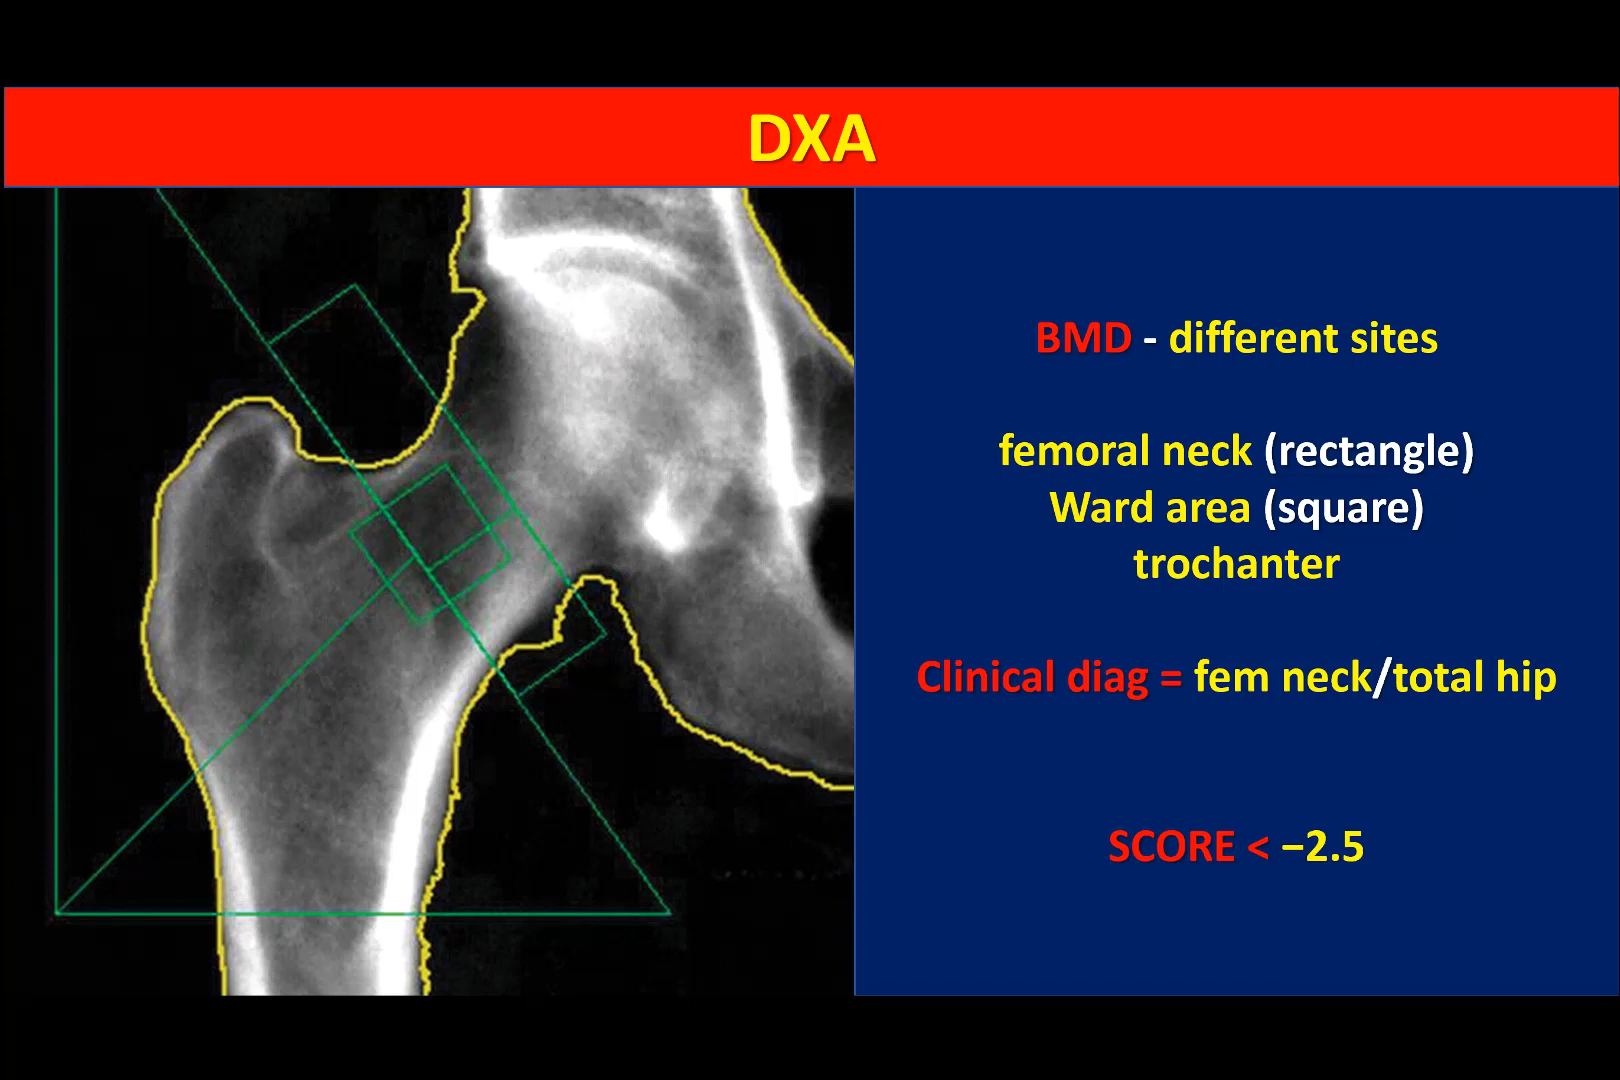 DXA
BMD - different sites
femoral neck (rectangle)
Ward area (square)
trochanter
Clinical diag = fem neck/total hip
SCORE < −2.5